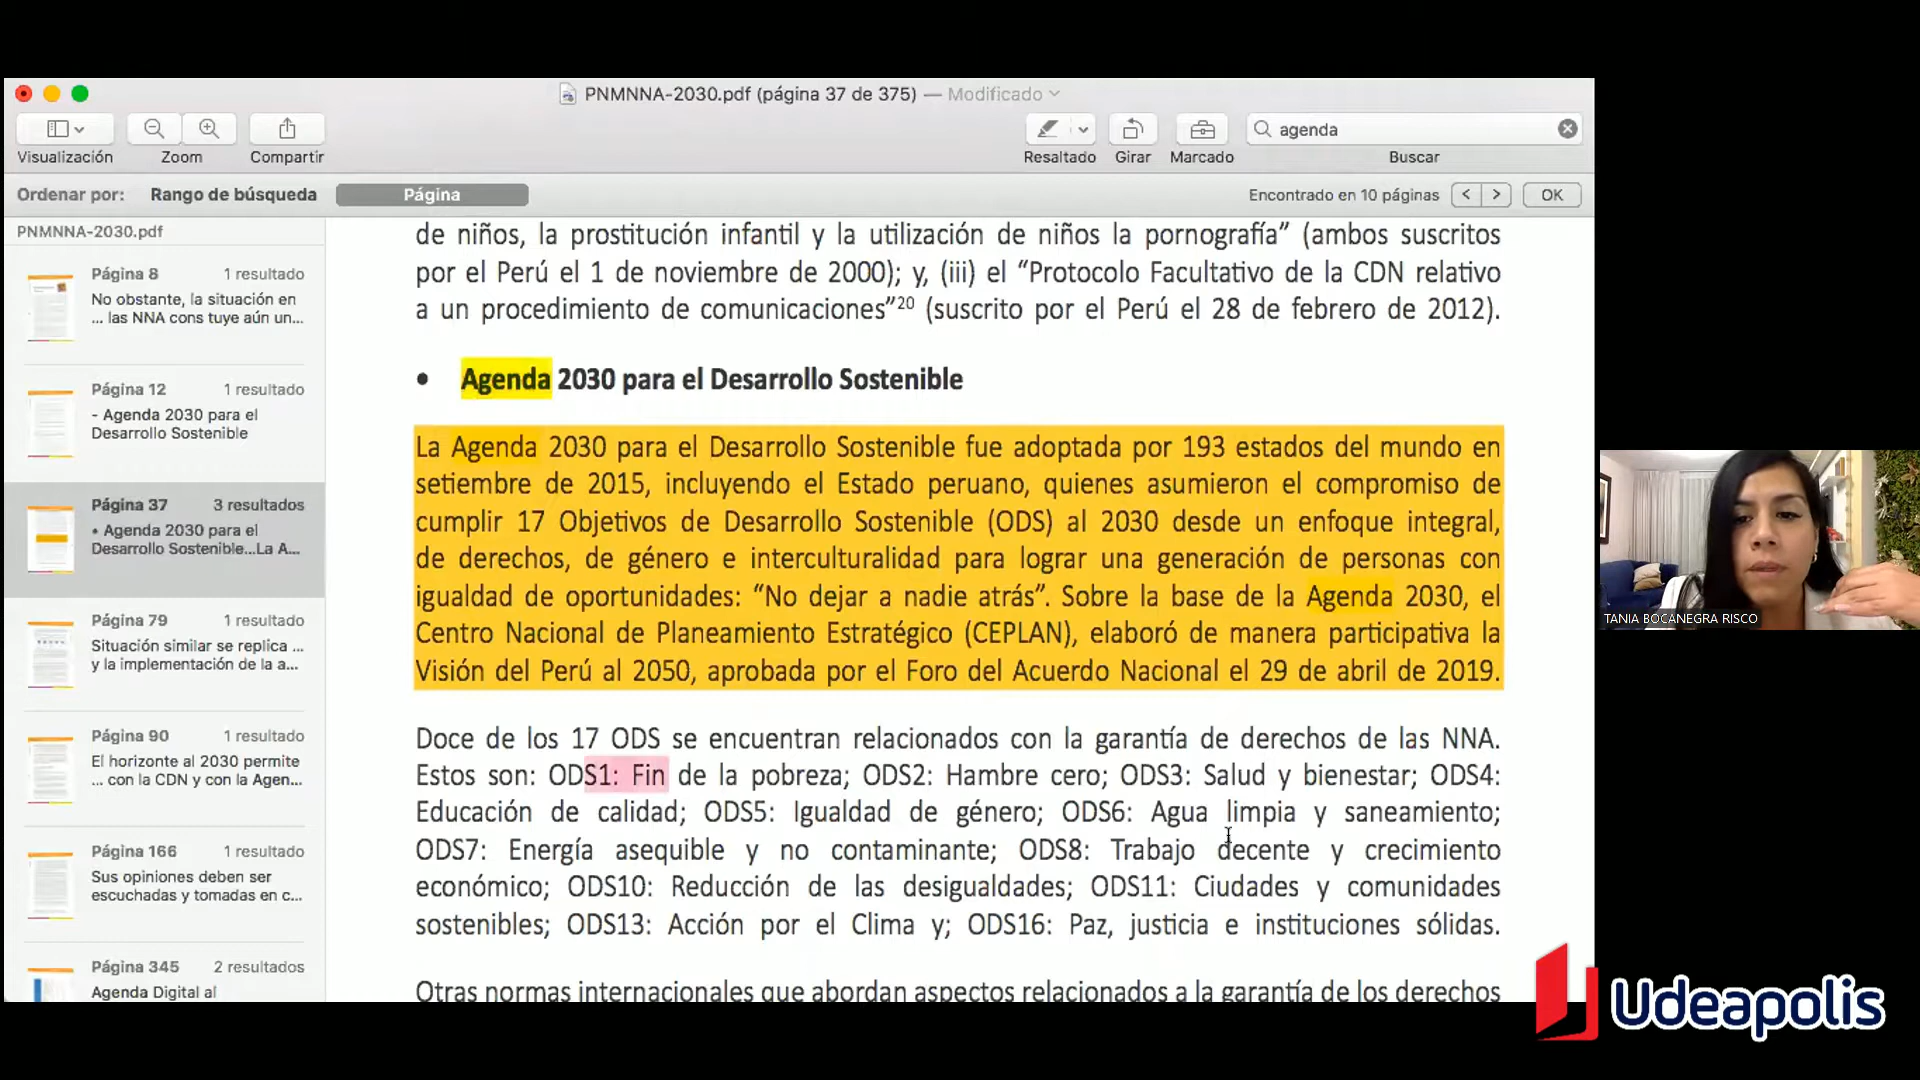 PNMNNA-2030.pdf (página 37 de 375) — Modificado
agenda
Visualización
Zoom
Compartir
Resaltado
Girar
Marcado
Buscar
Ordenar por:
Rango de búsqueda
Página
Encontrado en 10 páginas
< >
OK
PNMNNA-2030.pdf
Página 8 1 resultado
No obstante, la situación en
... las NNA cons tuye aún un...
Página 12 1 resultado
- Agenda 2030 para el
Desarrollo Sostenible
Página 37 3 resultados
• Agenda 2030 para el
Desarrollo Sostenible...La A...
Página 79 1 resultado
Situación similar se replica ...
y la implementación de la a...
Página 90 1 resultado
El horizonte al 2030 permite
... con la CDN y con la Agen...
Página 166 1 resultado
Sus opiniones deben ser
escuchadas y tomadas en c...
Página 345 2 resultados
Agenda Digital al
de niños, la prostitución infantil y la utilización de niños la pornografía” (ambos suscritos
por el Perú el 1 de noviembre de 2000); y, (iii) el “Protocolo Facultativo de la CDN relativo
a un procedimiento de comunicaciones”20 (suscrito por el Perú el 28 de febrero de 2012).
• Agenda 2030 para el Desarrollo Sostenible
La Agenda 2030 para el Desarrollo Sostenible fue adoptada por 193 estados del mundo en
setiembre de 2015, incluyendo el Estado peruano, quienes asumieron el compromiso de
cumplir 17 Objetivos de Desarrollo Sostenible (ODS) al 2030 desde un enfoque integral,
de derechos, de género e interculturalidad para lograr una generación de personas con
igualdad de oportunidades: “No dejar a nadie atrás”. Sobre la base de la Agenda 2030, el
Centro Nacional de Planeamiento Estratégico (CEPLAN), elaboró de manera participativa la
Visión del Perú al 2050, aprobada por el Foro del Acuerdo Nacional el 29 de abril de 2019.
Doce de los 17 ODS se encuentran relacionados con la garantía de derechos de las NNA.
Estos son: ODS1: Fin de la pobreza; ODS2: Hambre cero; ODS3: Salud y bienestar; ODS4:
Educación de calidad; ODS5: Igualdad de género; ODS6: Agua limpia y saneamiento;
ODS7: Energía asequible y no contaminante; ODS8: Trabajo decente y crecimiento
económico; ODS10: Reducción de las desigualdades; ODS11: Ciudades y comunidades
sostenibles; ODS13: Acción por el Clima y; ODS16: Paz, justicia e instituciones sólidas.
Otras normas internacionales que abordan aspectos relacionados a la garantía de los derechos
TANIA BOCANEGRA RISCO
Udeapolis